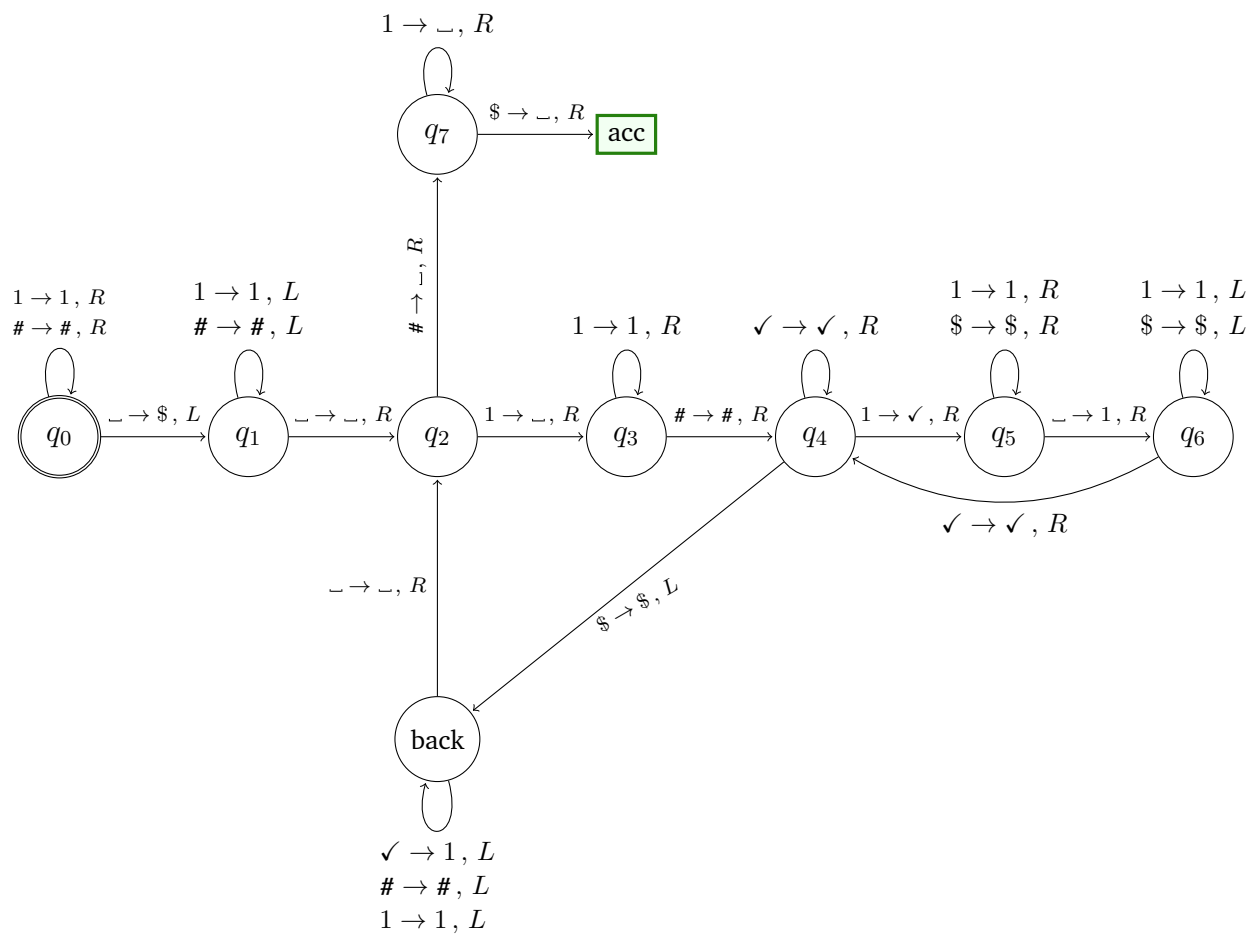 1 → ␣, R
$ → ␣, R
q₇
acc
# → ␣, R
1 → 1, R
# → #, R
1 → 1, L
# → #, L
1 → 1, R
✓ → ✓, R
1 → 1, R
$ → $, R
1 → 1, L
$ → $, L
q₀
␣ → $, L
q₁
␣ → ␣, R
q₂
1 → ␣, R
q₃
# → #, R
q₄
1 → ✓, R
q₅
␣ → 1, R
q₆
✓ → ✓, R
␣ → ␣, R
$ → $, L
back
✓ → 1, L
# → #, L
1 → 1, L